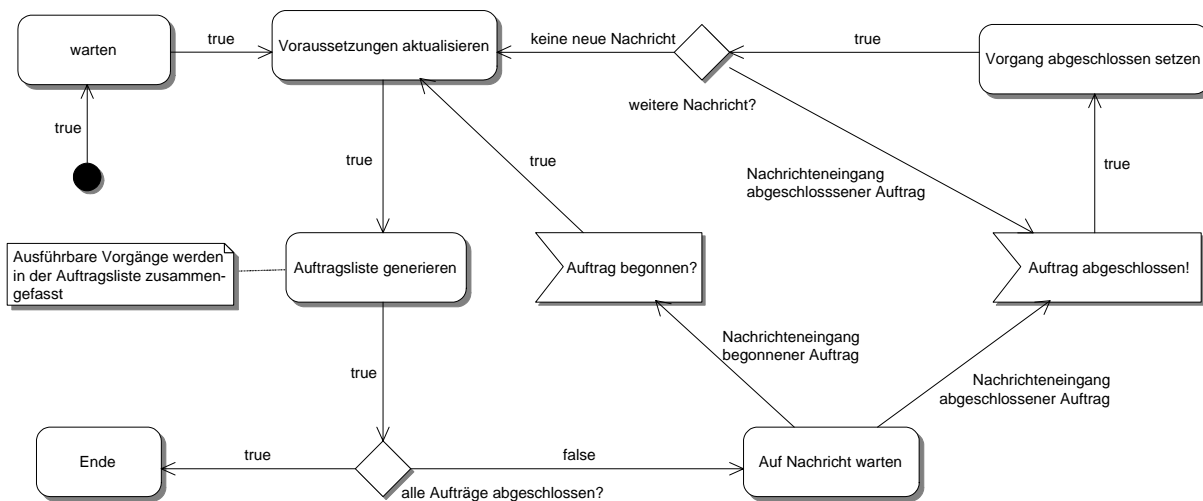 warten
true
Voraussetzungen aktualisieren
keine neue Nachricht
true
Vorgang abgeschlossen setzen
weitere Nachricht?
true
true
true
true
Nachrichteneingang
abgeschlosssener Auftrag
Ausführbare Vorgänge werden
in der Auftragsliste zusammen-
gefasst
Auftragsliste generieren
Auftrag begonnen?
Auftrag abgeschlossen!
Nachrichteneingang
begonnener Auftrag
true
Nachrichteneingang
abgeschlossener Auftrag
Ende
true
false
Auf Nachricht warten
alle Aufträge abgeschlossen?